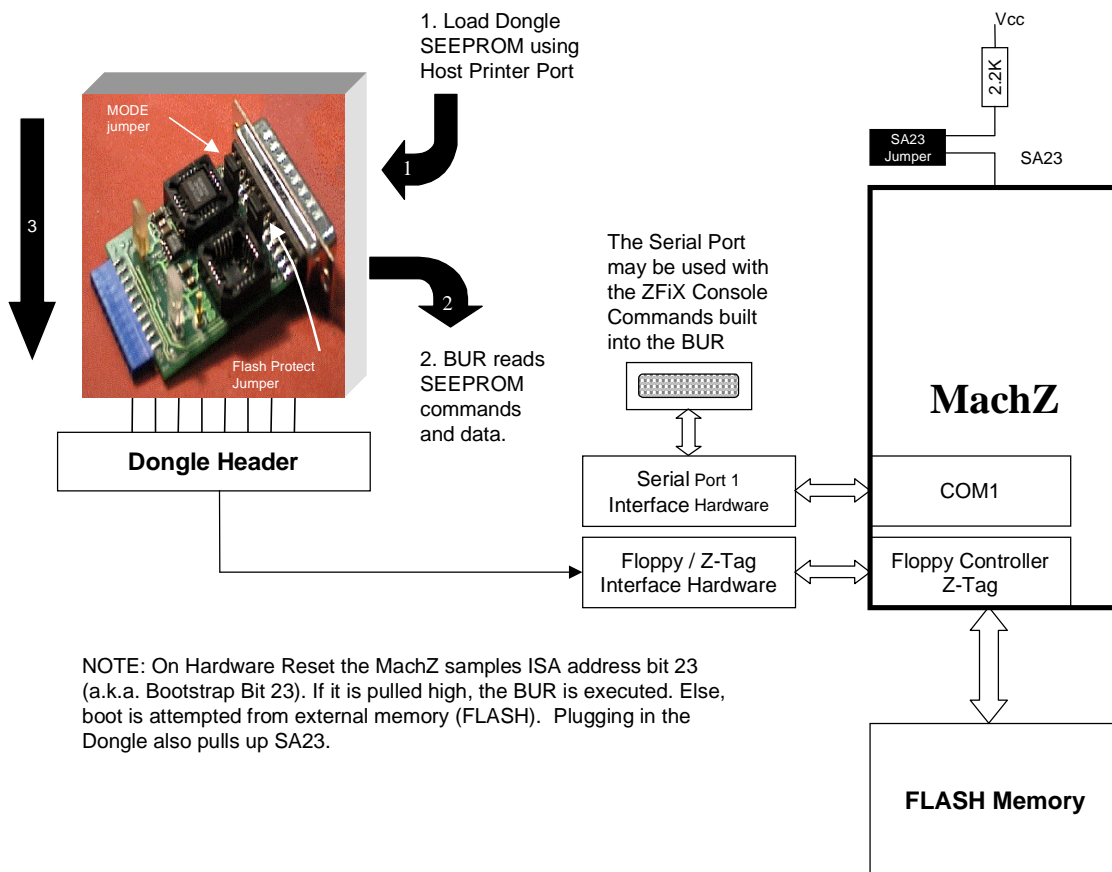 1. Load Dongle
SEEPROM using
Host Printer Port
MODE
jumper
1
3
2
Flash Protect
Jumper
2. BUR reads
SEEPROM
commands
and data.
Dongle Header
Vcc
2.2K
SA23
Jumper
SA23
The Serial Port
may be used with
the ZFiX Console
Commands built
into the BUR
MachZ
Serial Port 1
Interface Hardware
COM1
Floppy / Z-Tag
Interface Hardware
Floppy Controller
Z-Tag
NOTE: On Hardware Reset the MachZ samples ISA address bit 23
(a.k.a. Bootstrap Bit 23). If it is pulled high, the BUR is executed. Else,
boot is attempted from external memory (FLASH).  Plugging in the
Dongle also pulls up SA23.
FLASH Memory